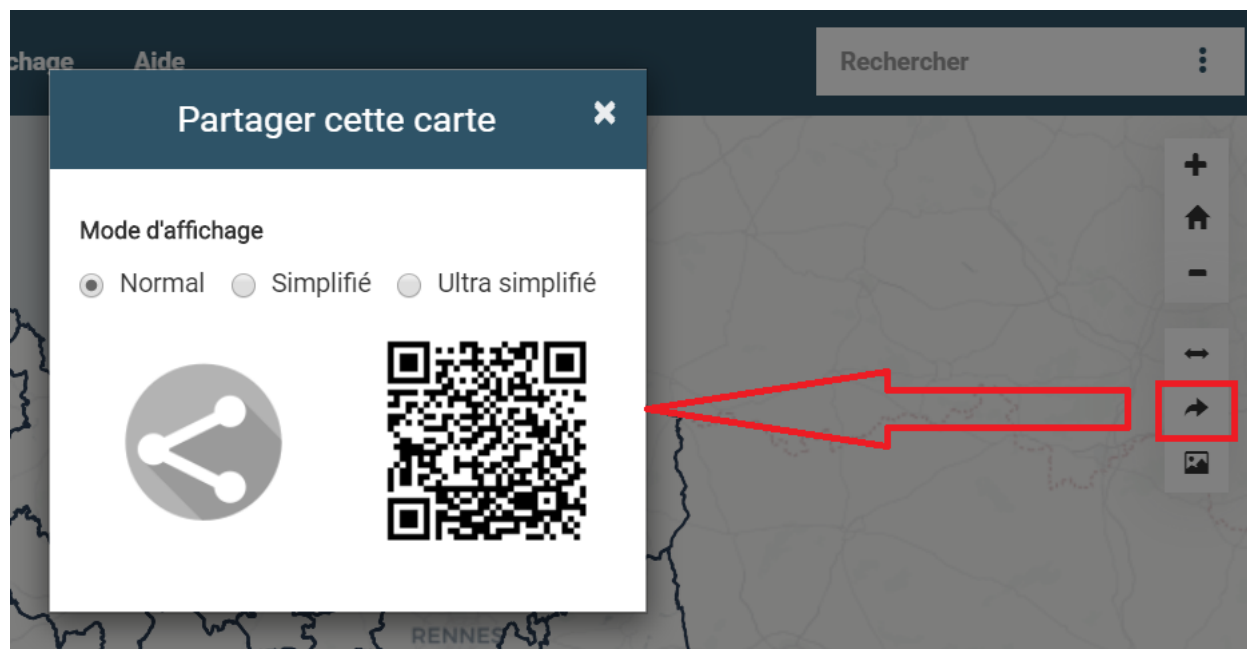 chage Aide
Rechercher
Partager cette carte
Mode d'affichage
Normal Simplifié Ultra simplifié
RENNES